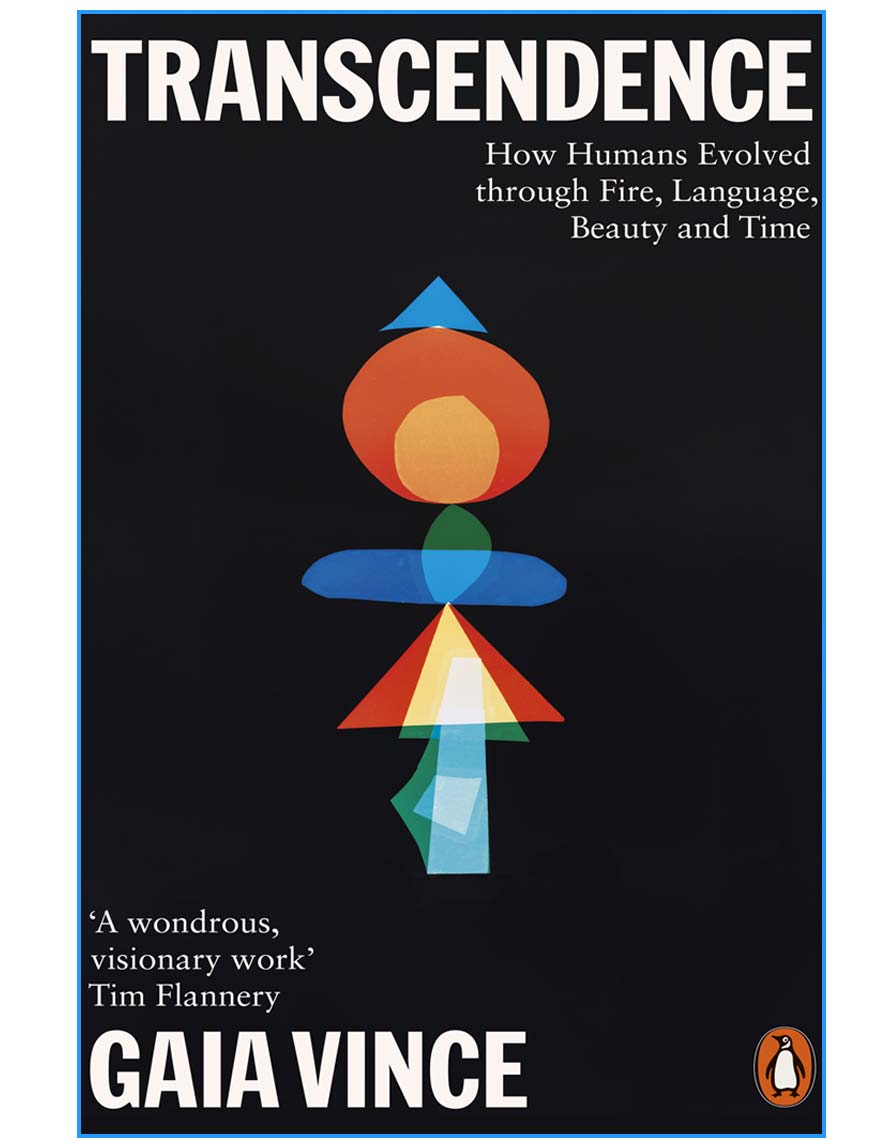 TRANSCENDENCE
How Humans Evolved
through Fire, Language,
Beauty and Time
‘A wondrous,
visionary work’
Tim Flannery
GAIA VINCE